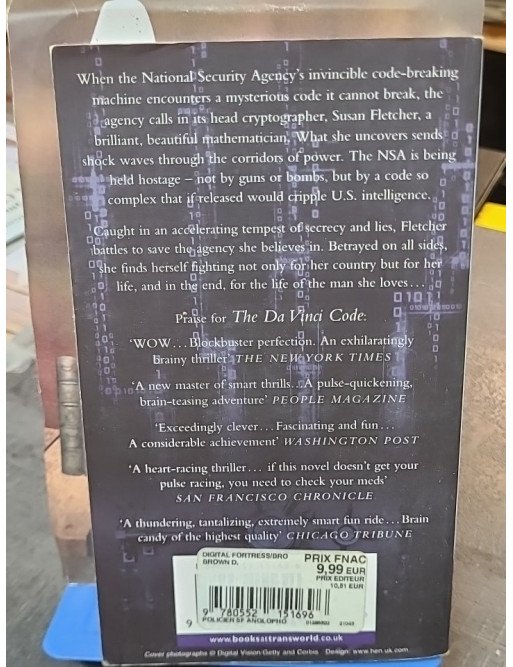 When the National Security Agency's invincible code-breaking
machine encounters a mysterious code it cannot break, the
agency calls in its head cryptographer, Susan Fletcher, a
brilliant, beautiful mathematician. What she uncovers sends
shock waves through the corridors of power. The NSA is being
held hostage – not by guns or bombs, but by a code so
complex that if released would cripple U.S. intelligence.
Caught in an accelerating tempest of secrecy and lies, Fletcher
battles to save the agency she believes in. Betrayed on all sides,
she finds herself fighting not only for her country but for her
life, and in the end, for the life of the man she loves...
Praise for The Da Vinci Code:
'WOW...Blockbuster perfection. An exhilaratingly
brainy thriller' THE NEW YORK TIMES
'A new master of smart thrills...A pulse-quickening,
brain-teasing adventure' PEOPLE MAGAZINE
'Exceedingly clever... Fascinating and fun...
A considerable achievement' WASHINGTON POST
'A heart-racing thriller... if this novel doesn't get your
pulse racing, you need to check your meds'
SAN FRANCISCO CHRONICLE
'A thundering, tantalizing, extremely smart fun ride...Brain
candy of the highest quality' CHICAGO TRIBUNE
DIGITAL FORTRESS/BRO
BROWN D.
PRIX FNAC
9,99 EUR
PRIX EDITEUR
10,51 EUR
9 780552 151696
POLICIER SF ANGLOPHO
9
www.booksattransworld.co.uk
Cover photographs © Digital Vision/Getty and Corbis Design: www.hen.uk.com